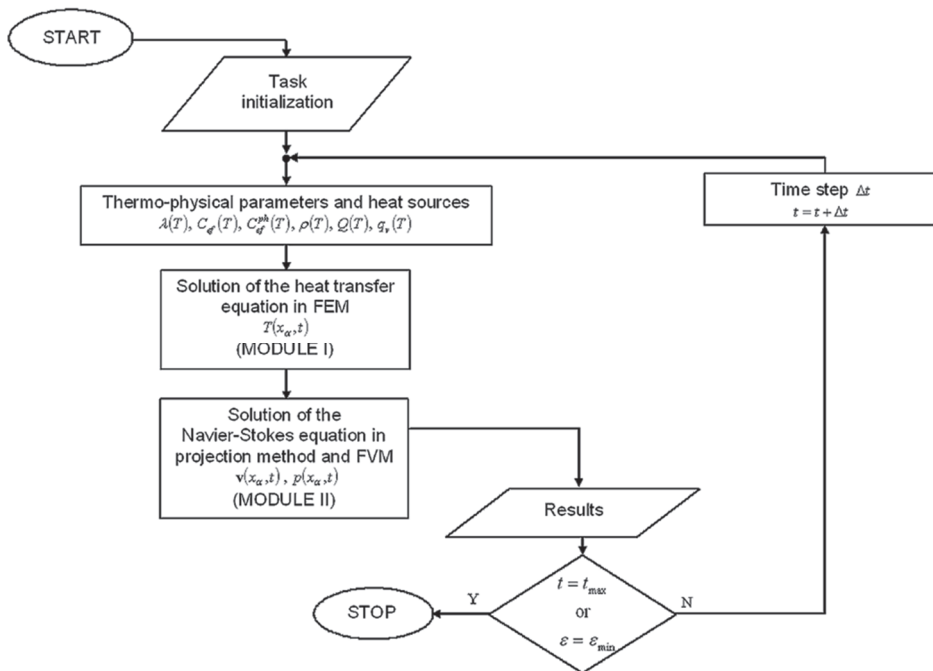 START
Task
initialization
Thermo-physical parameters and heat sources
λ(T), C_ef(T), C_ef^ph(T), ρ(T), Q(T), q_v(T)
Time step Δt
t = t + Δt
Solution of the heat transfer
equation in FEM
T(x_α,t)
(MODULE I)
Solution of the
Navier-Stokes equation in
projection method and FVM
v(x_α,t), p(x_α,t)
(MODULE II)
Results
t = t_max
or
ε = ε_min
Y
N
STOP